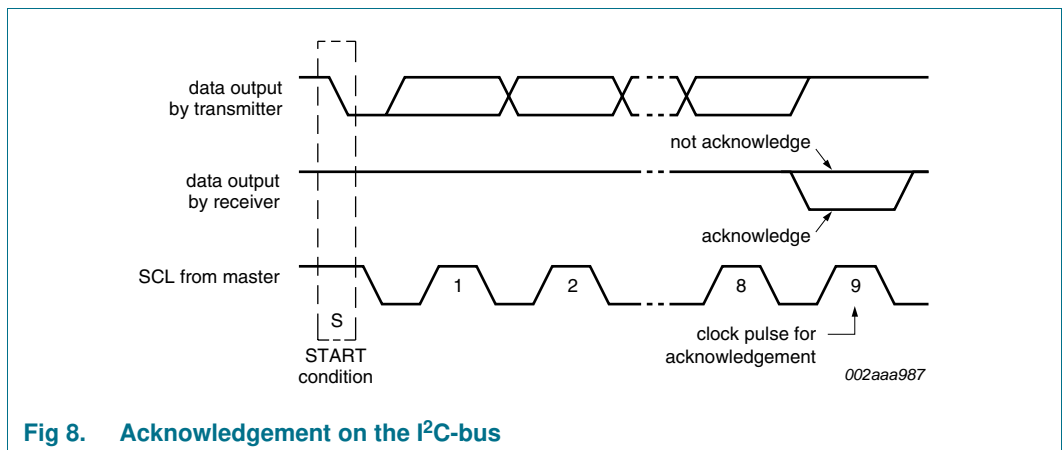 data output
by transmitter
not acknowledge
data output
by receiver
acknowledge
SCL from master
1
2
8
9
S
START
condition
clock pulse for
acknowledgement
002aaa987
Fig 8. Acknowledgement on the I²C-bus